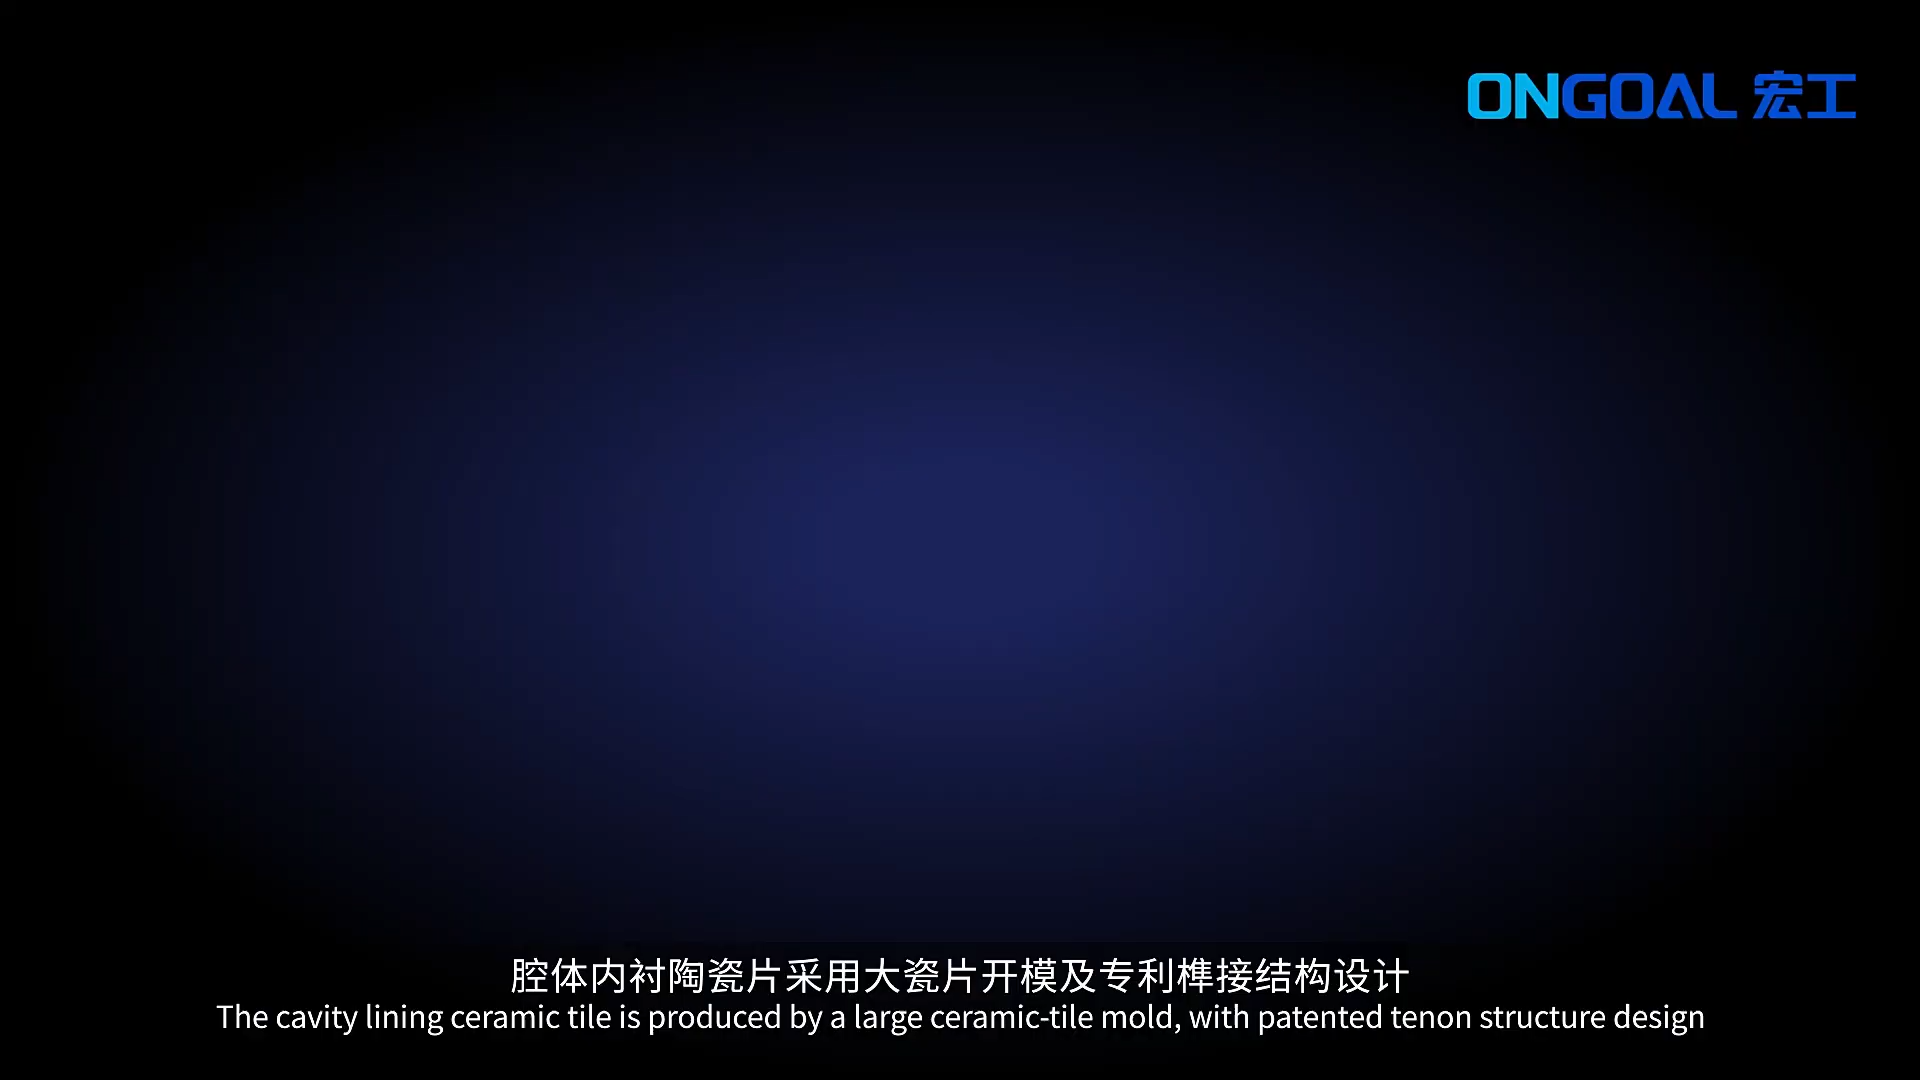 ONGOAL 宏工
腔体内衬陶瓷片采用大瓷片开模及专利榫接结构设计
The cavity lining ceramic tile is produced by a large ceramic-tile mold, with patented tenon structure design